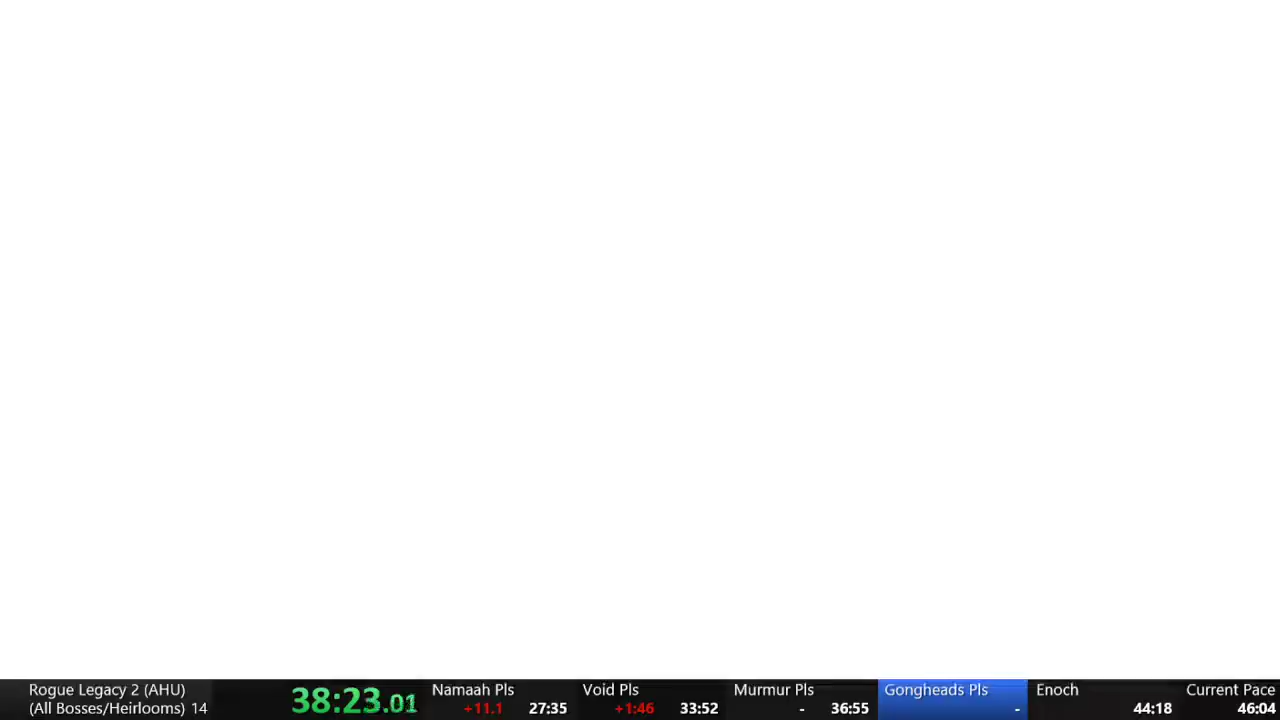 Rogue Legacy 2 (AHU)
(All Bosses/Heirlooms) 14
38:23.01
Namaah Pls
+11.1 27:35
Void Pls
+1:46 33:52
Murmur Pls
- 36:55
Gongheads Pls
-
Enoch
44:18
Current Pace
46:04